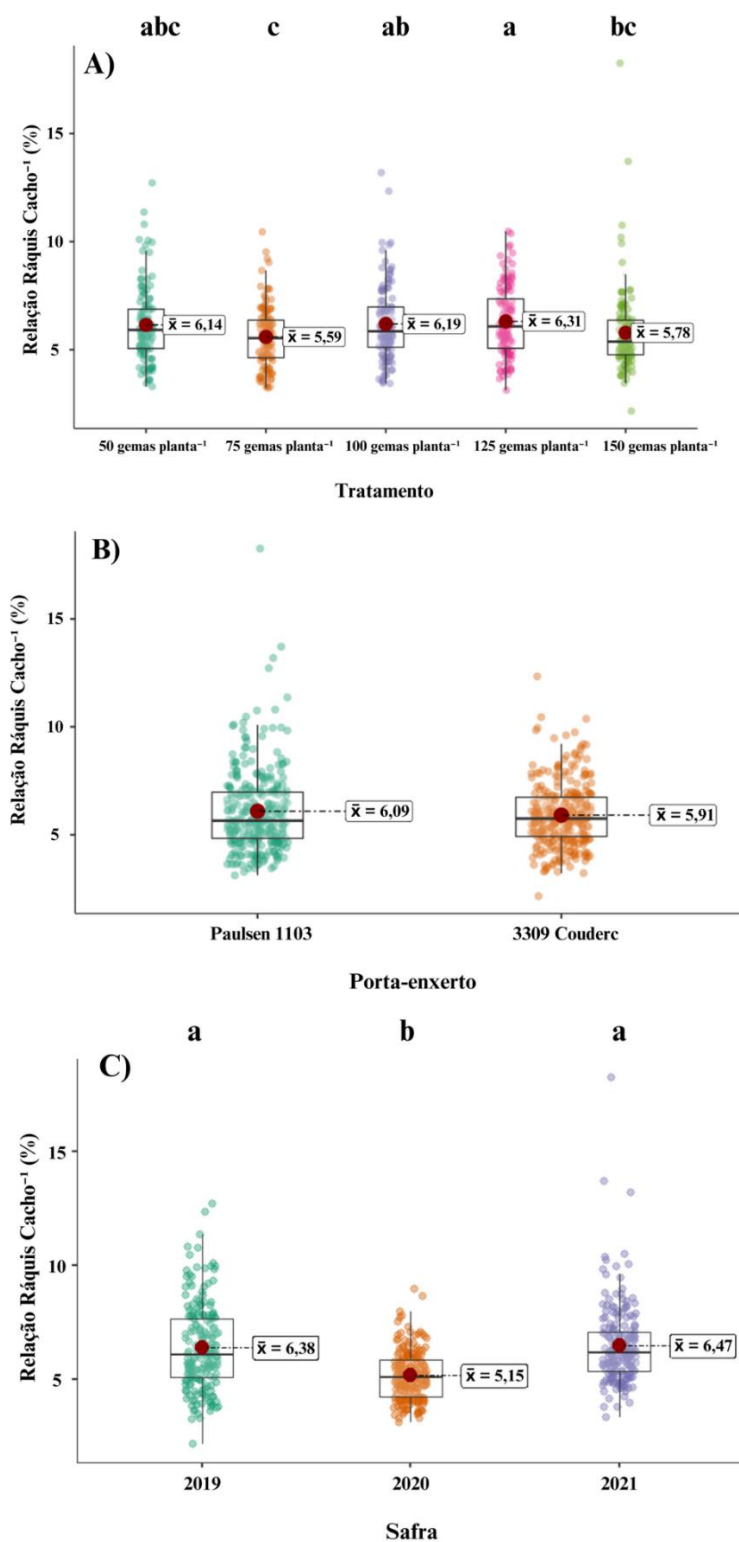 abc c ab a bc
A)
Relação Ráquis Cacho⁻¹ (%)
15
10
5
x̄ = 6,14 x̄ = 5,59 x̄ = 6,19 x̄ = 6,31 x̄ = 5,78
50 gemas planta⁻¹ 75 gemas planta⁻¹ 100 gemas planta⁻¹ 125 gemas planta⁻¹ 150 gemas planta⁻¹
Tratamento
B)
Relação Ráquis Cacho⁻¹ (%)
15
10
5
x̄ = 6,09 x̄ = 5,91
Paulsen 1103 3309 Couderc
Porta-enxerto
a b a
C)
Relação Ráquis Cacho⁻¹ (%)
15
10
5
x̄ = 6,38 x̄ = 5,15 x̄ = 6,47
2019 2020 2021
Safra